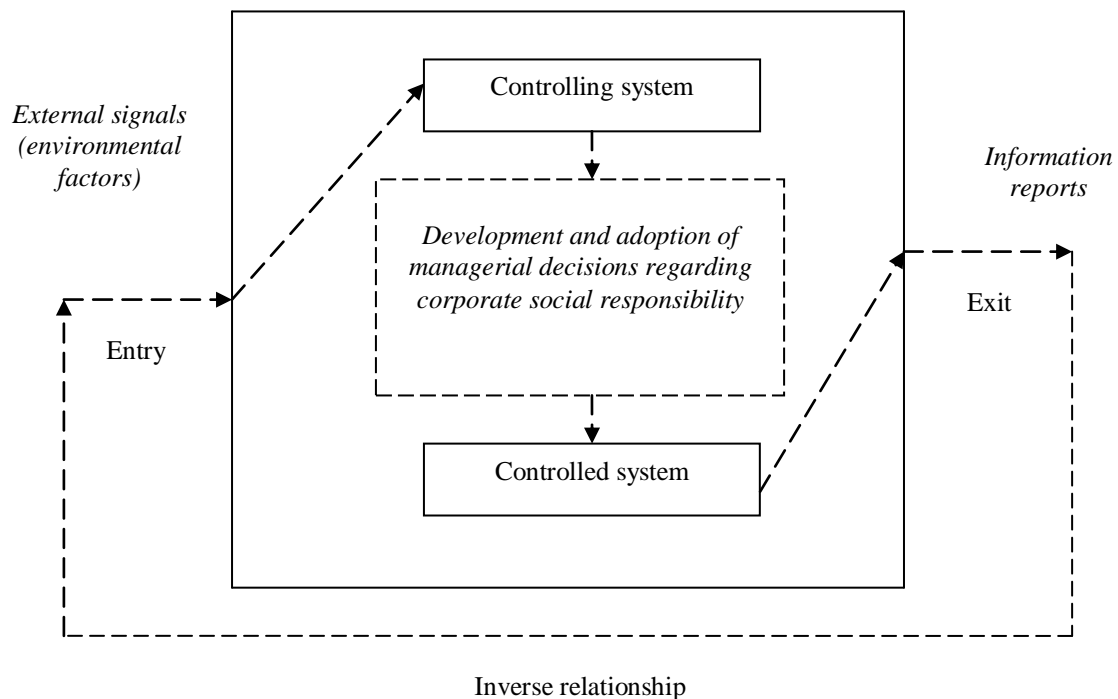 Controlling system
External signals
(environmental
factors)
Information
reports
Development and adoption of
managerial decisions regarding
corporate social responsibility
Exit
Entry
Controlled system
Inverse relationship